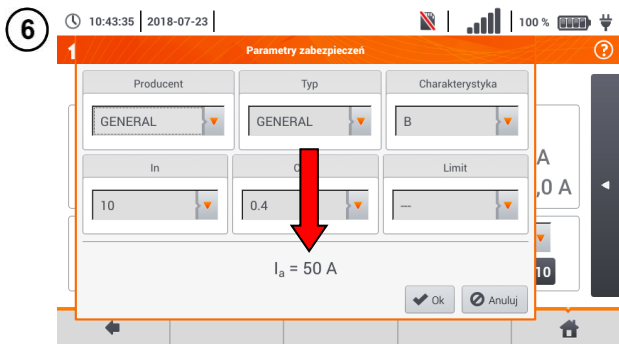 6
10:43:35 2018-07-23 100 %
1 Parametry zabezpieczeń ?
Producent Typ Charakterystyka
GENERAL GENERAL B
In Limit
10 0.4 ---
A
,0 A
Ia = 50 A
10
Ok Anuluj